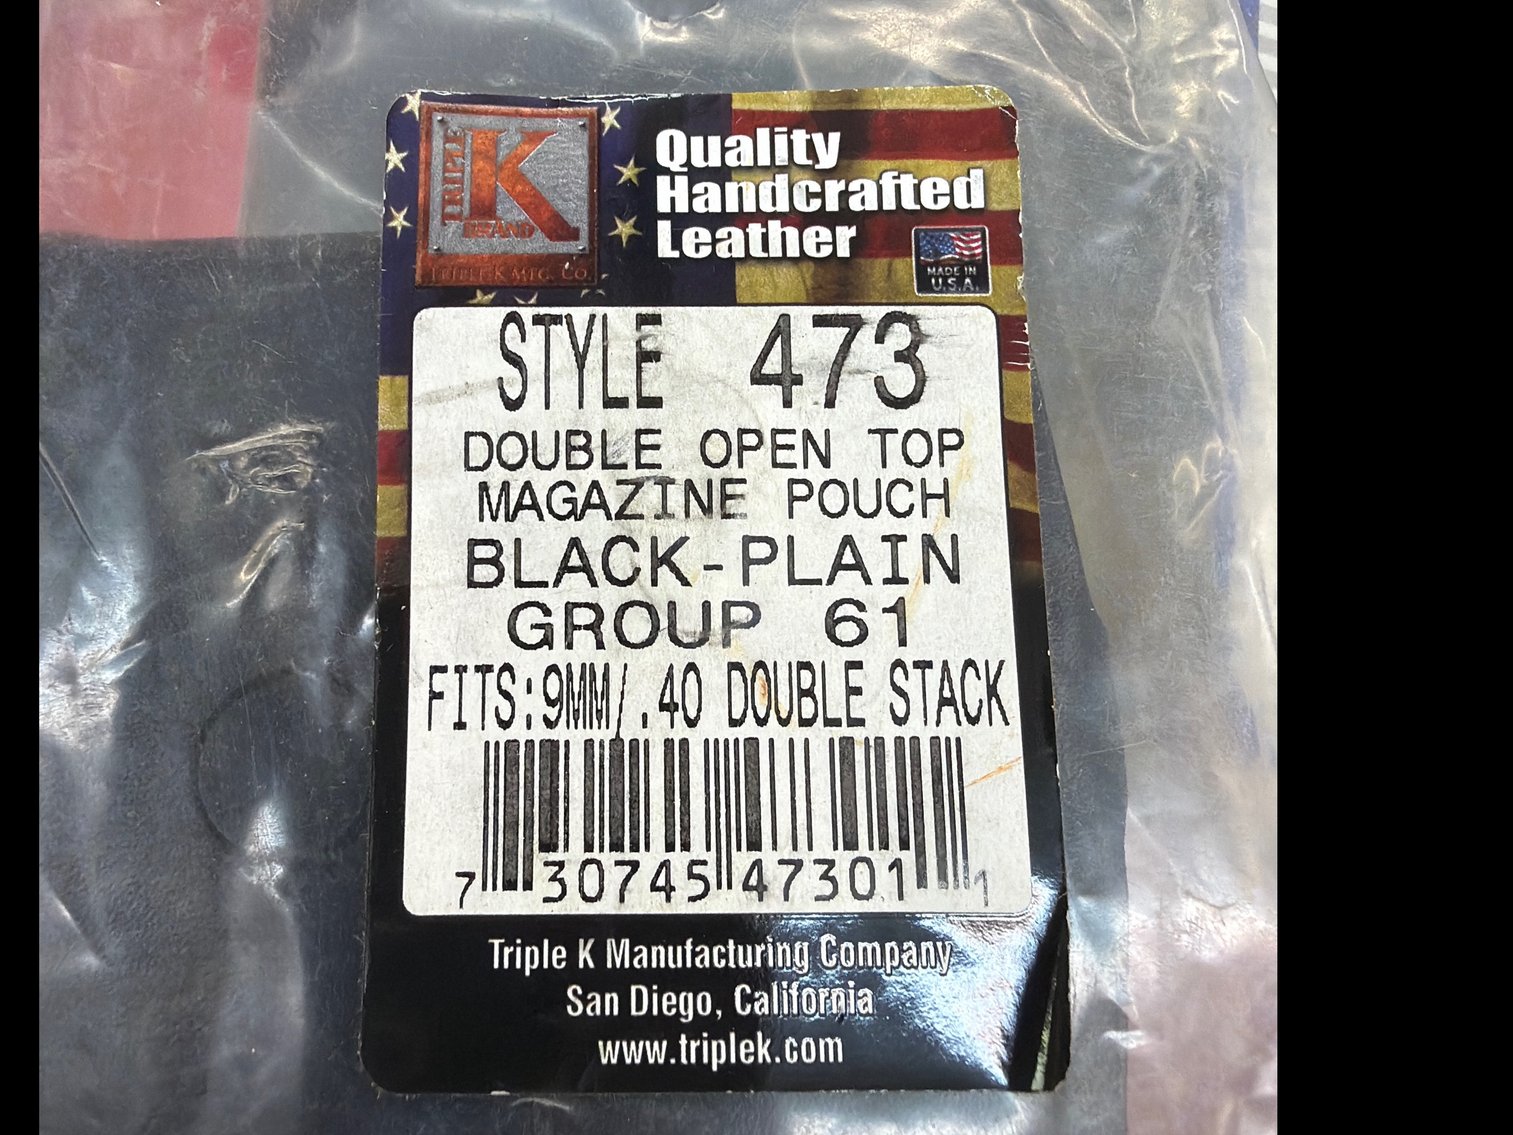 TRIPLE
K
BRAND
TRIPLE K MFG. CO.
Quality
Handcrafted
Leather
MADE IN
U.S.A.
STYLE 473
DOUBLE OPEN TOP
MAGAZINE POUCH
BLACK-PLAIN
GROUP 61
FITS:9MM/.40 DOUBLE STACK
7 30745 47301 1
Triple K Manufacturing Company
San Diego, California
www.triplek.com